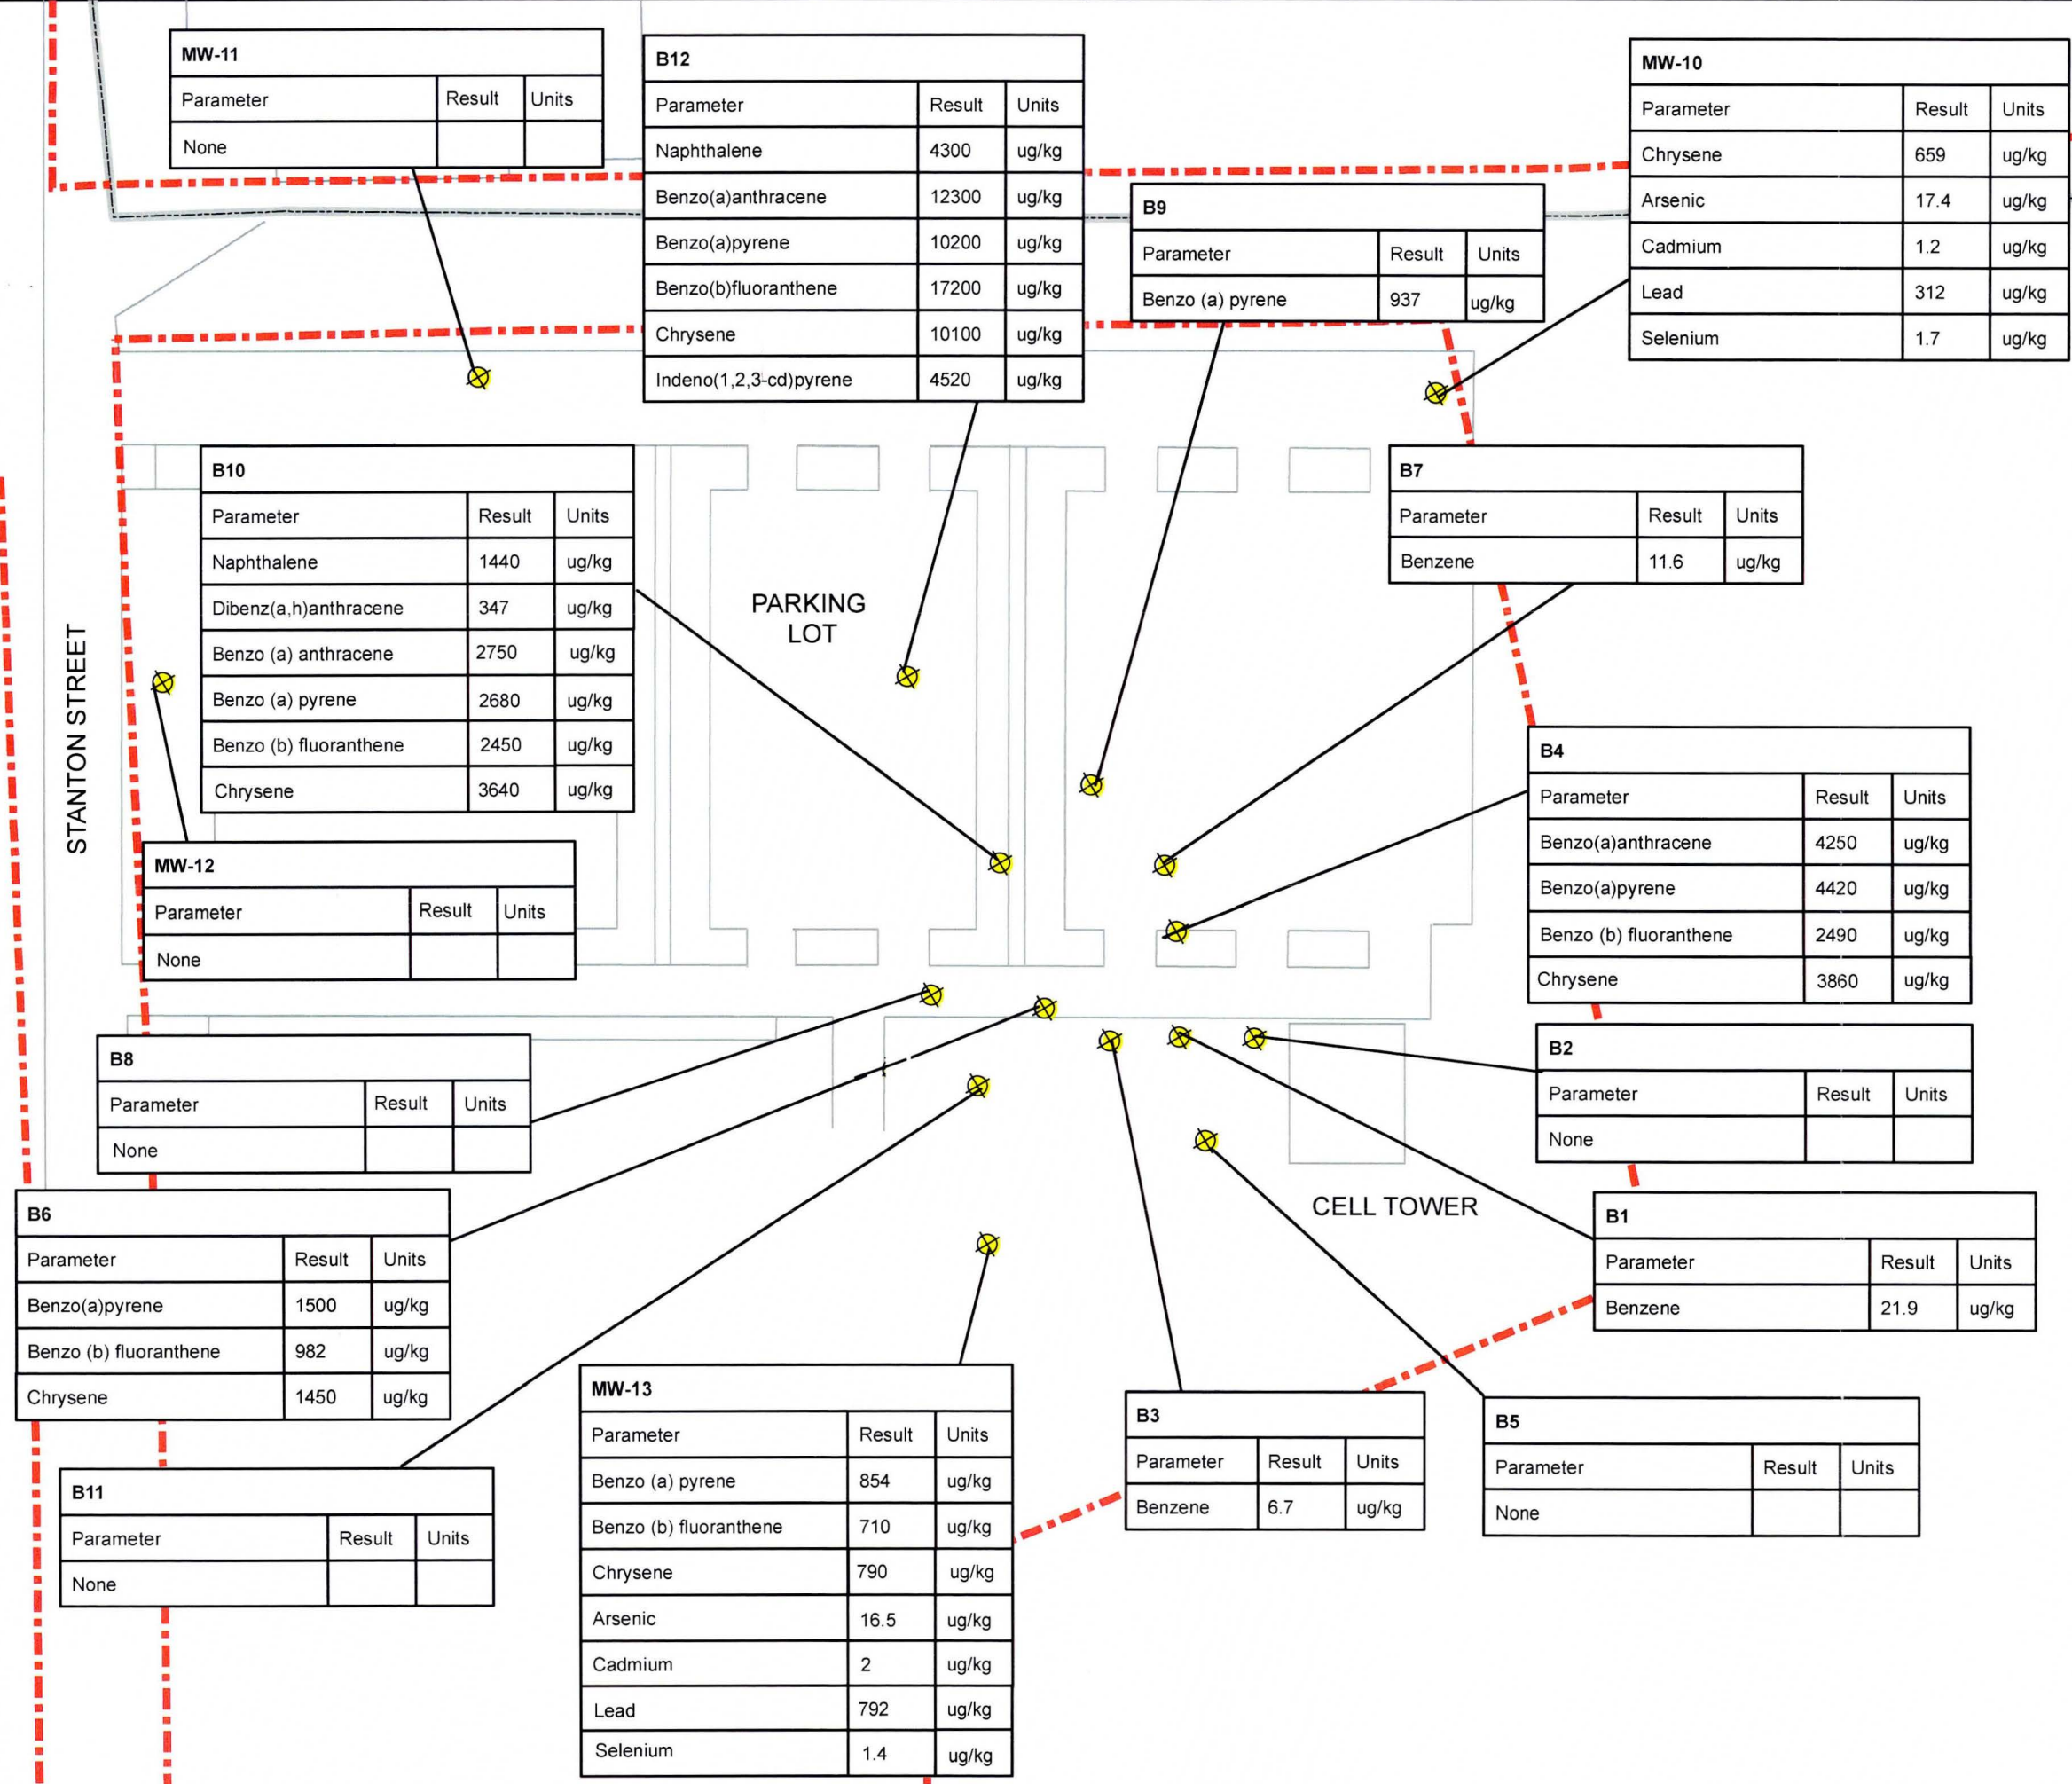 MW-11
Parameter Result Units
None
B12
Parameter Result Units
Naphthalene 4300 ug/kg
Benzo(a)anthracene 12300 ug/kg
Benzo(a)pyrene 10200 ug/kg
Benzo(b)fluoranthene 17200 ug/kg
Chrysene 10100 ug/kg
Indeno(1,2,3-cd)pyrene 4520 ug/kg
B9
Parameter Result Units
Benzo (a) pyrene 937 ug/kg
MW-10
Parameter Result Units
Chrysene 659 ug/kg
Arsenic 17.4 ug/kg
Cadmium 1.2 ug/kg
Lead 312 ug/kg
Selenium 1.7 ug/kg
B10
Parameter Result Units
Naphthalene 1440 ug/kg
Dibenz(a,h)anthracene 347 ug/kg
Benzo (a) anthracene 2750 ug/kg
Benzo (a) pyrene 2680 ug/kg
Benzo (b) fluoranthene 2450 ug/kg
Chrysene 3640 ug/kg
PARKING
LOT
B7
Parameter Result Units
Benzene 11.6 ug/kg
STANTON STREET
MW-12
Parameter Result Units
None
B4
Parameter Result Units
Benzo(a)anthracene 4250 ug/kg
Benzo(a)pyrene 4420 ug/kg
Benzo (b) fluoranthene 2490 ug/kg
Chrysene 3860 ug/kg
B8
Parameter Result Units
None
B2
Parameter Result Units
None
B6
Parameter Result Units
Benzo(a)pyrene 1500 ug/kg
Benzo (b) fluoranthene 982 ug/kg
Chrysene 1450 ug/kg
CELL TOWER
B1
Parameter Result Units
Benzene 21.9 ug/kg
B11
Parameter Result Units
None
MW-13
Parameter Result Units
Benzo (a) pyrene 854 ug/kg
Benzo (b) fluoranthene 710 ug/kg
Chrysene 790 ug/kg
Arsenic 16.5 ug/kg
Cadmium 2 ug/kg
Lead 792 ug/kg
Selenium 1.4 ug/kg
B3
Parameter Result Units
Benzene 6.7 ug/kg
B5
Parameter Result Units
None